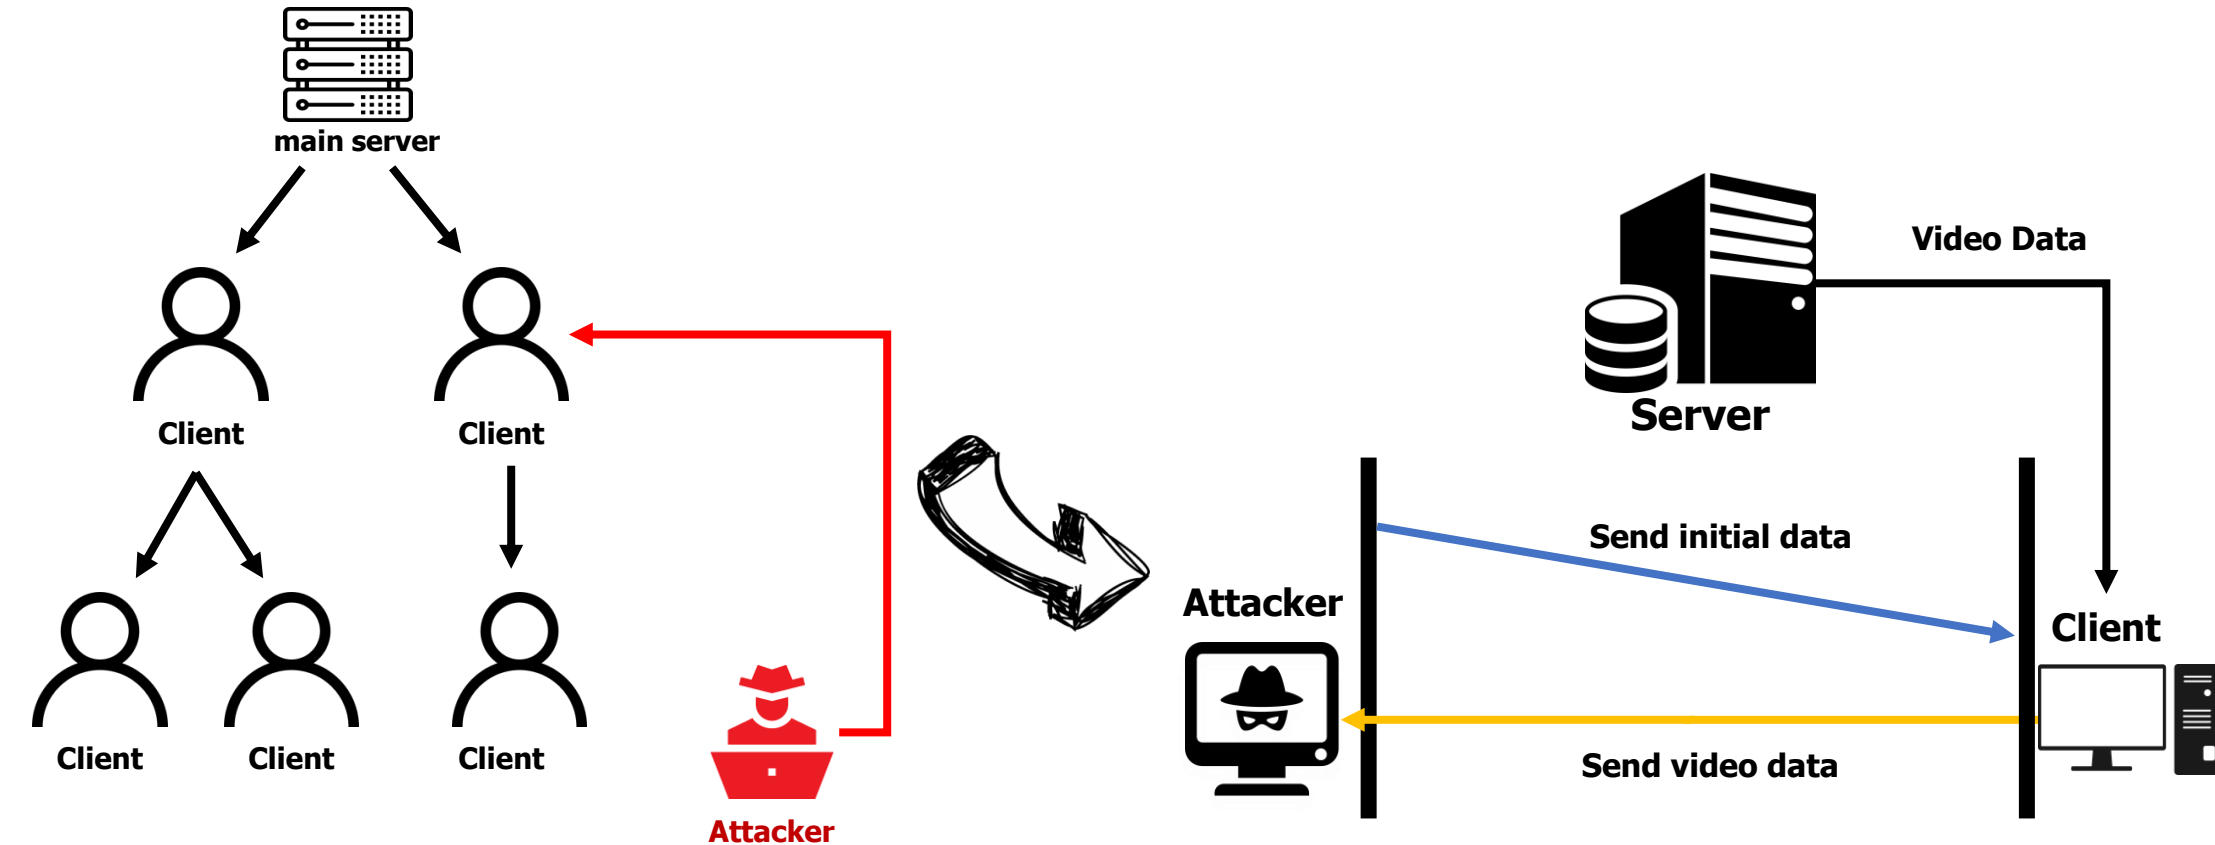 main server
Client
Client
Client
Client
Client
Attacker
Server
Video Data
Send initial data
Attacker
Client
Send video data